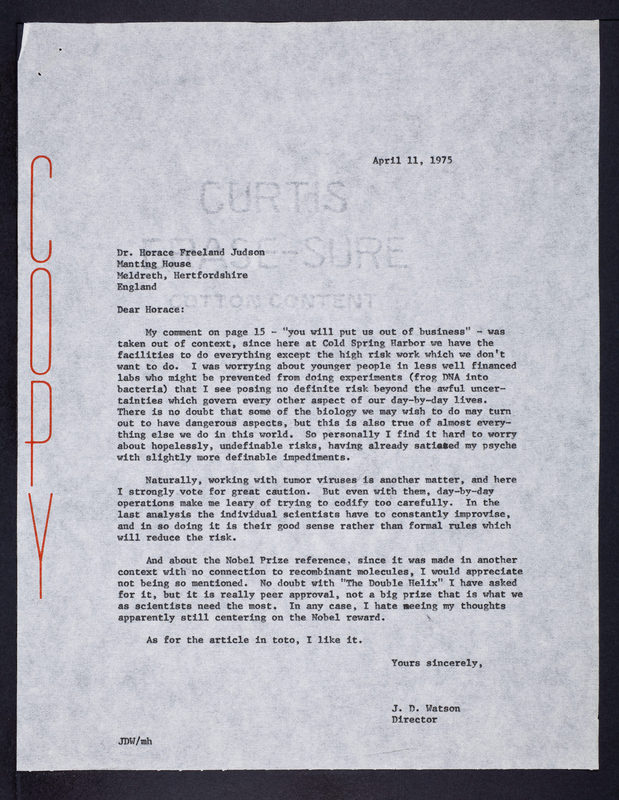 COPY
April 11, 1975
CURTIS
ERASE-SURE
COTTON CONTENT
Dr. Horace Freeland Judson
Manting House
Meldreth, Hertfordshire
England
Dear Horace:
My comment on page 15 - "you will put us out of business" - was
taken out of context, since here at Cold Spring Harbor we have the
facilities to do everything except the high risk work which we don't
want to do. I was worrying about younger people in less well financed
labs who might be prevented from doing experiments (frog DNA into
bacteria) that I see posing no definite risk beyond the awful uncer-
tainties which govern every other aspect of our day-by-day lives.
There is no doubt that some of the biology we may wish to do may turn
out to have dangerous aspects, but this is also true of almost every-
thing else we do in this world. So personally I find it hard to worry
about hopelessly, undefinable risks, having already satiated my psyche
with slightly more definable impediments.
Naturally, working with tumor viruses is another matter, and here
I strongly vote for great caution. But even with them, day-by-day
operations make me leary of trying to codify too carefully. In the
last analysis the individual scientists have to constantly improvise,
and in so doing it is their good sense rather than formal rules which
will reduce the risk.
And about the Nobel Prize reference, since it was made in another
context with no connection to recombinant molecules, I would appreciate
not being so mentioned. No doubt with "The Double Helix" I have asked
for it, but it is really peer approval, not a big prize that is what we
as scientists need the most. In any case, I hate seeing my thoughts
apparently still centering on the Nobel reward.
As for the article in toto, I like it.
Yours sincerely,
J. D. Watson
Director
JDW/mh